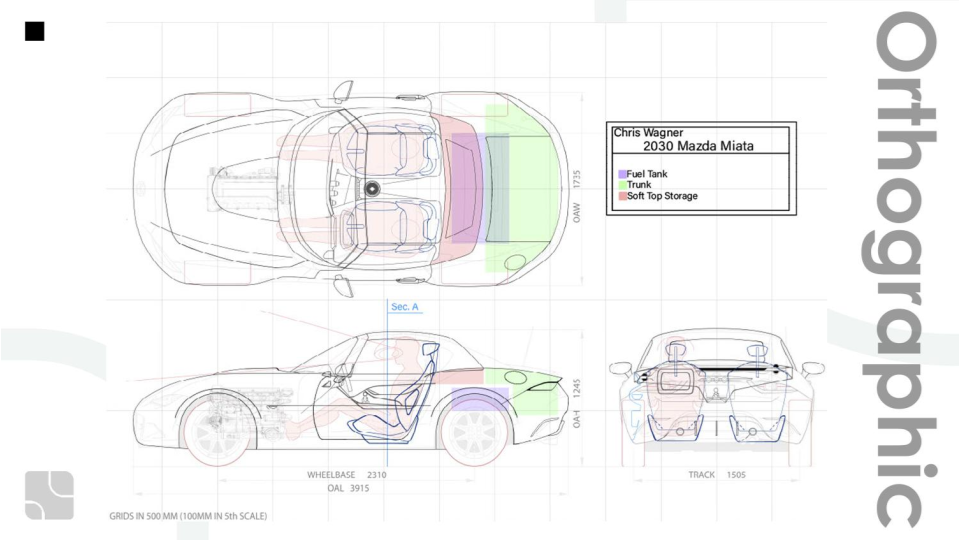 Orthographic
Chris Wagner
2030 Mazda Miata
Fuel Tank
Trunk
Soft Top Storage
OAW 1735
Sec. A
OAH 1245
WHEELBASE 2310
OAL 3915
TRACK 1505
GRIDS IN 500 MM (100MM IN 5th SCALE)